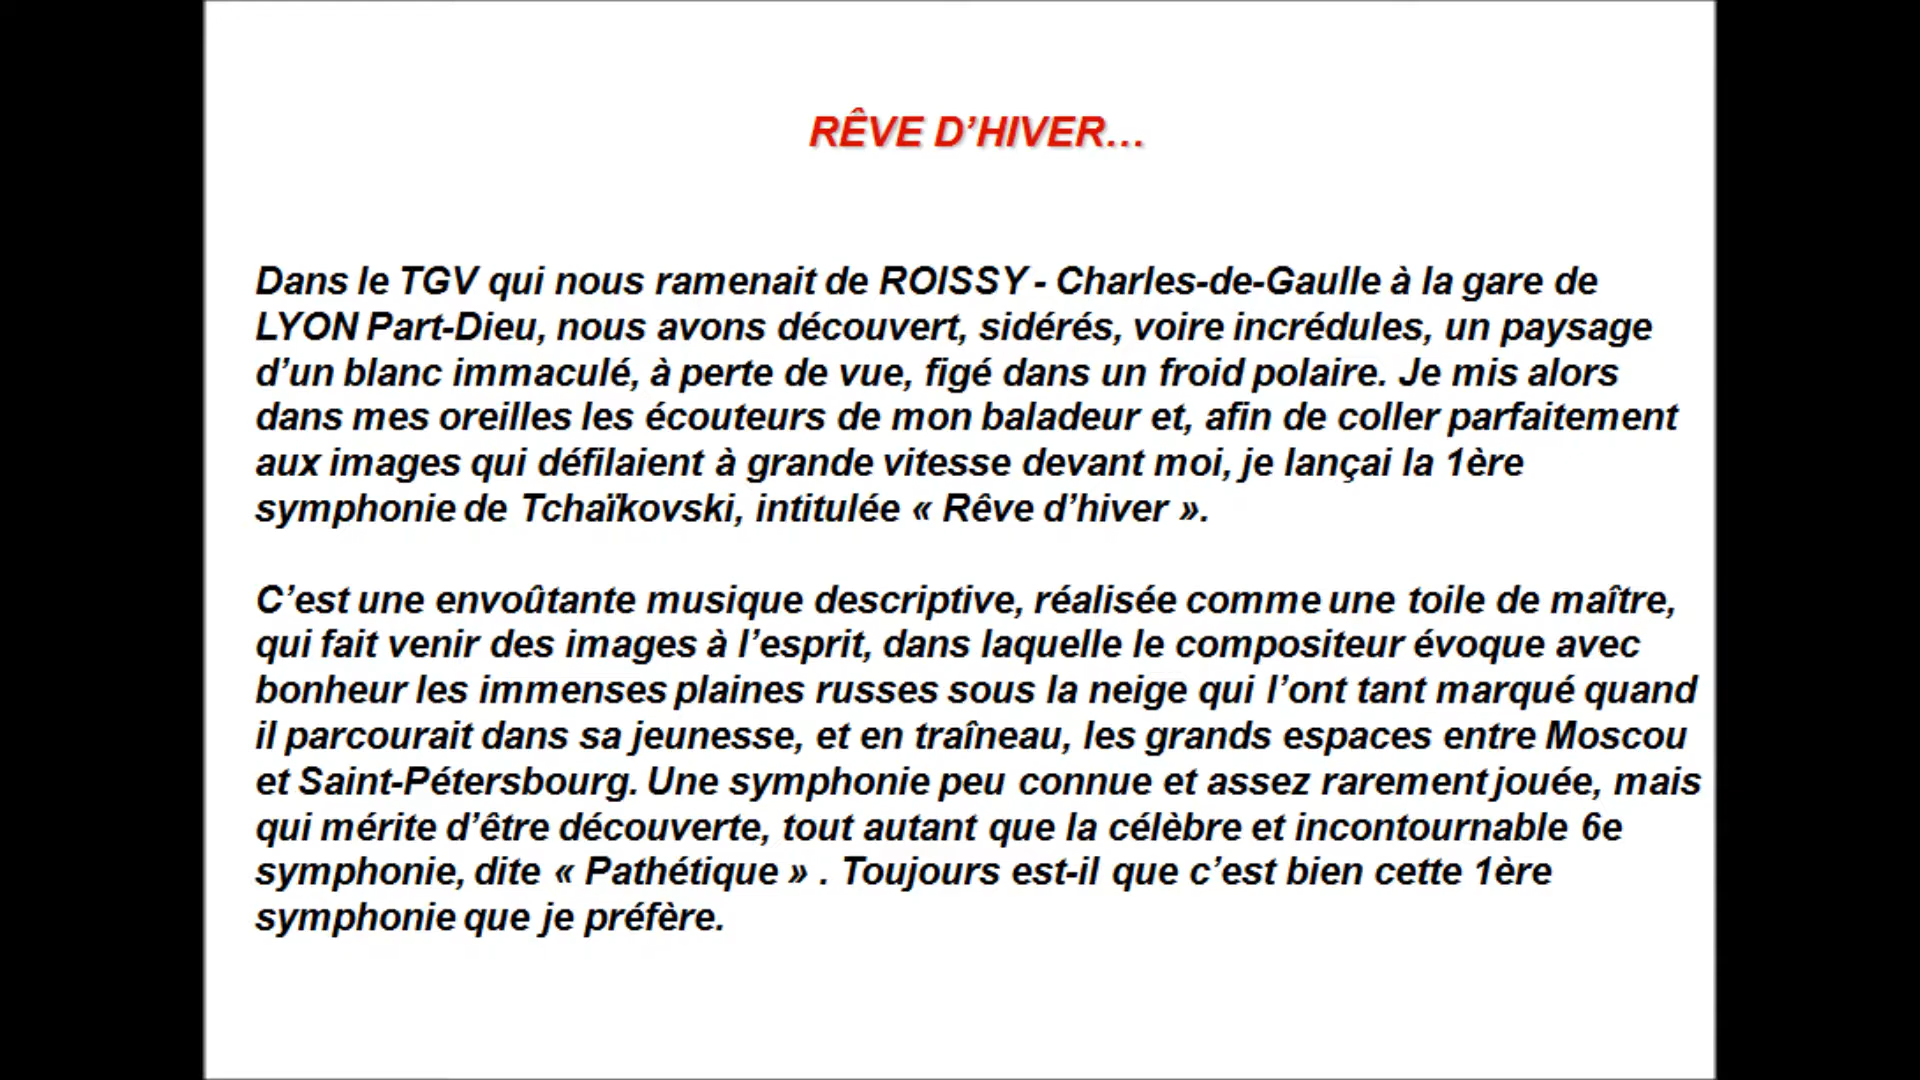 RÊVE D’HIVER…
Dans le TGV qui nous ramenait de ROISSY - Charles-de-Gaulle à la gare de
LYON Part-Dieu, nous avons découvert, sidérés, voire incrédules, un paysage
d’un blanc immaculé, à perte de vue, figé dans un froid polaire. Je mis alors
dans mes oreilles les écouteurs de mon baladeur et, afin de coller parfaitement
aux images qui défilaient à grande vitesse devant moi, je lançai la 1ère
symphonie de Tchaïkovski, intitulée « Rêve d’hiver ».
C’est une envoûtante musique descriptive, réalisée comme une toile de maître,
qui fait venir des images à l’esprit, dans laquelle le compositeur évoque avec
bonheur les immenses plaines russes sous la neige qui l’ont tant marqué quand
il parcourait dans sa jeunesse, et en traîneau, les grands espaces entre Moscou
et Saint-Pétersbourg. Une symphonie peu connue et assez rarement jouée, mais
qui mérite d’être découverte, tout autant que la célèbre et incontournable 6e
symphonie, dite « Pathétique » . Toujours est-il que c’est bien cette 1ère
symphonie que je préfère.